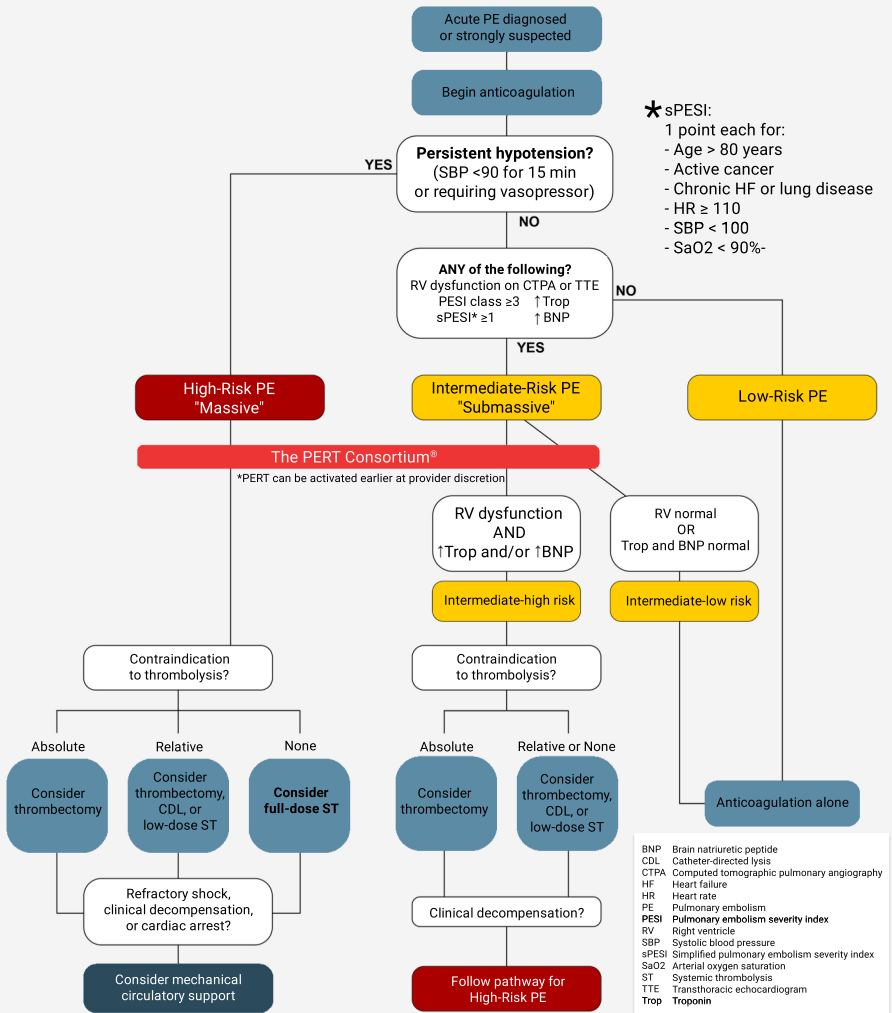 Acute PE diagnosed
or strongly suspected
Begin anticoagulation
*sPESI:
1 point each for:
- Age > 80 years
- Active cancer
- Chronic HF or lung disease
- HR ≥ 110
- SBP < 100
- SaO2 < 90%-
Persistent hypotension?
(SBP <90 for 15 min
or requiring vasopressor)
YES
NO
ANY of the following?
RV dysfunction on CTPA or TTE
PESI class ≥3 ↑Trop
sPESI* ≥1 ↑BNP
NO
YES
High-Risk PE
"Massive"
Intermediate-Risk PE
"Submassive"
Low-Risk PE
The PERT Consortium®
*PERT can be activated earlier at provider discretion
RV dysfunction
AND
↑Trop and/or ↑BNP
RV normal
OR
Trop and BNP normal
Intermediate-high risk
Intermediate-low risk
Contraindication
to thrombolysis?
Contraindication
to thrombolysis?
Absolute
Relative
None
Absolute
Relative or None
Consider
thrombectomy
Consider
thrombectomy,
CDL, or
low-dose ST
Consider
full-dose ST
Consider
thrombectomy
Consider
thrombectomy,
CDL, or
low-dose ST
Anticoagulation alone
Refractory shock,
clinical decompensation,
or cardiac arrest?
Clinical decompensation?
Consider mechanical
circulatory support
Follow pathway for
High-Risk PE
BNP Brain natriuretic peptide
CDL Catheter-directed lysis
CTPA Computed tomographic pulmonary angiography
HF Heart failure
HR Heart rate
PE Pulmonary embolism
PESI Pulmonary embolism severity index
RV Right ventricle
SBP Systolic blood pressure
sPESI Simplified pulmonary embolism severity index
SaO2 Arterial oxygen saturation
ST Systemic thrombolysis
TTE Transthoracic echocardiogram
Trop Troponin